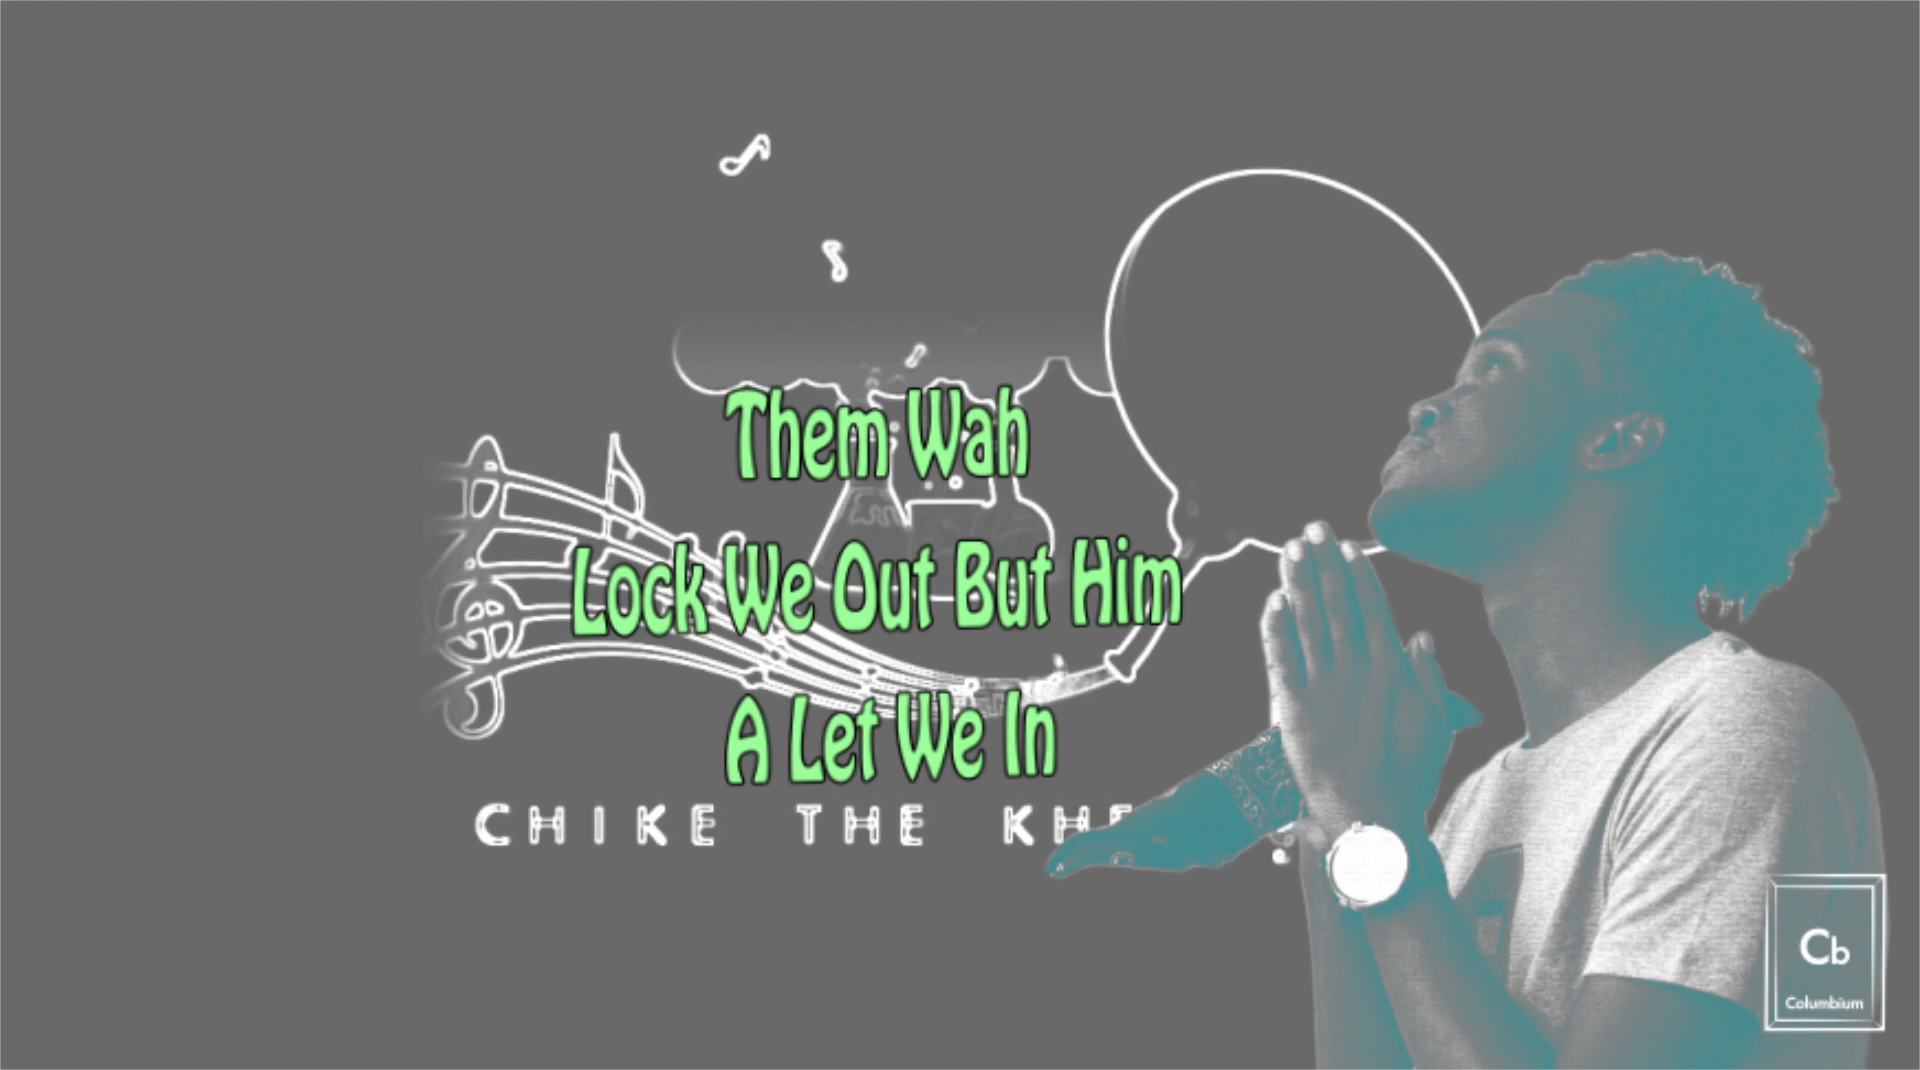 Them Wah
Lock We Out But Him
A Let We In
CHIKE THE
Cb
Columbium